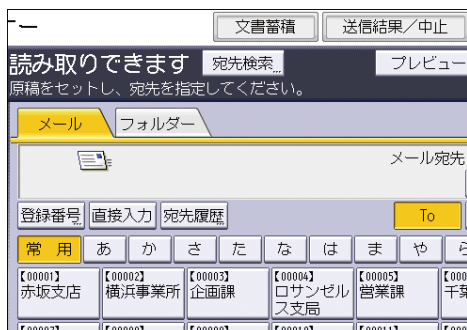 文書蓄積 送信結果/中止
読み取りできます 宛先検索 プレビュー
原稿をセットし、宛先を指定してください。
メール フォルダー
メール宛先
登録番号 直接入力 宛先履歴 To
常用 あ か さ た な は ま や ら
【00001】 【00002】 【00003】 【00004】 【00005】
赤坂支店 横浜事業所 企画課 ロサンゼルス支局 営業課